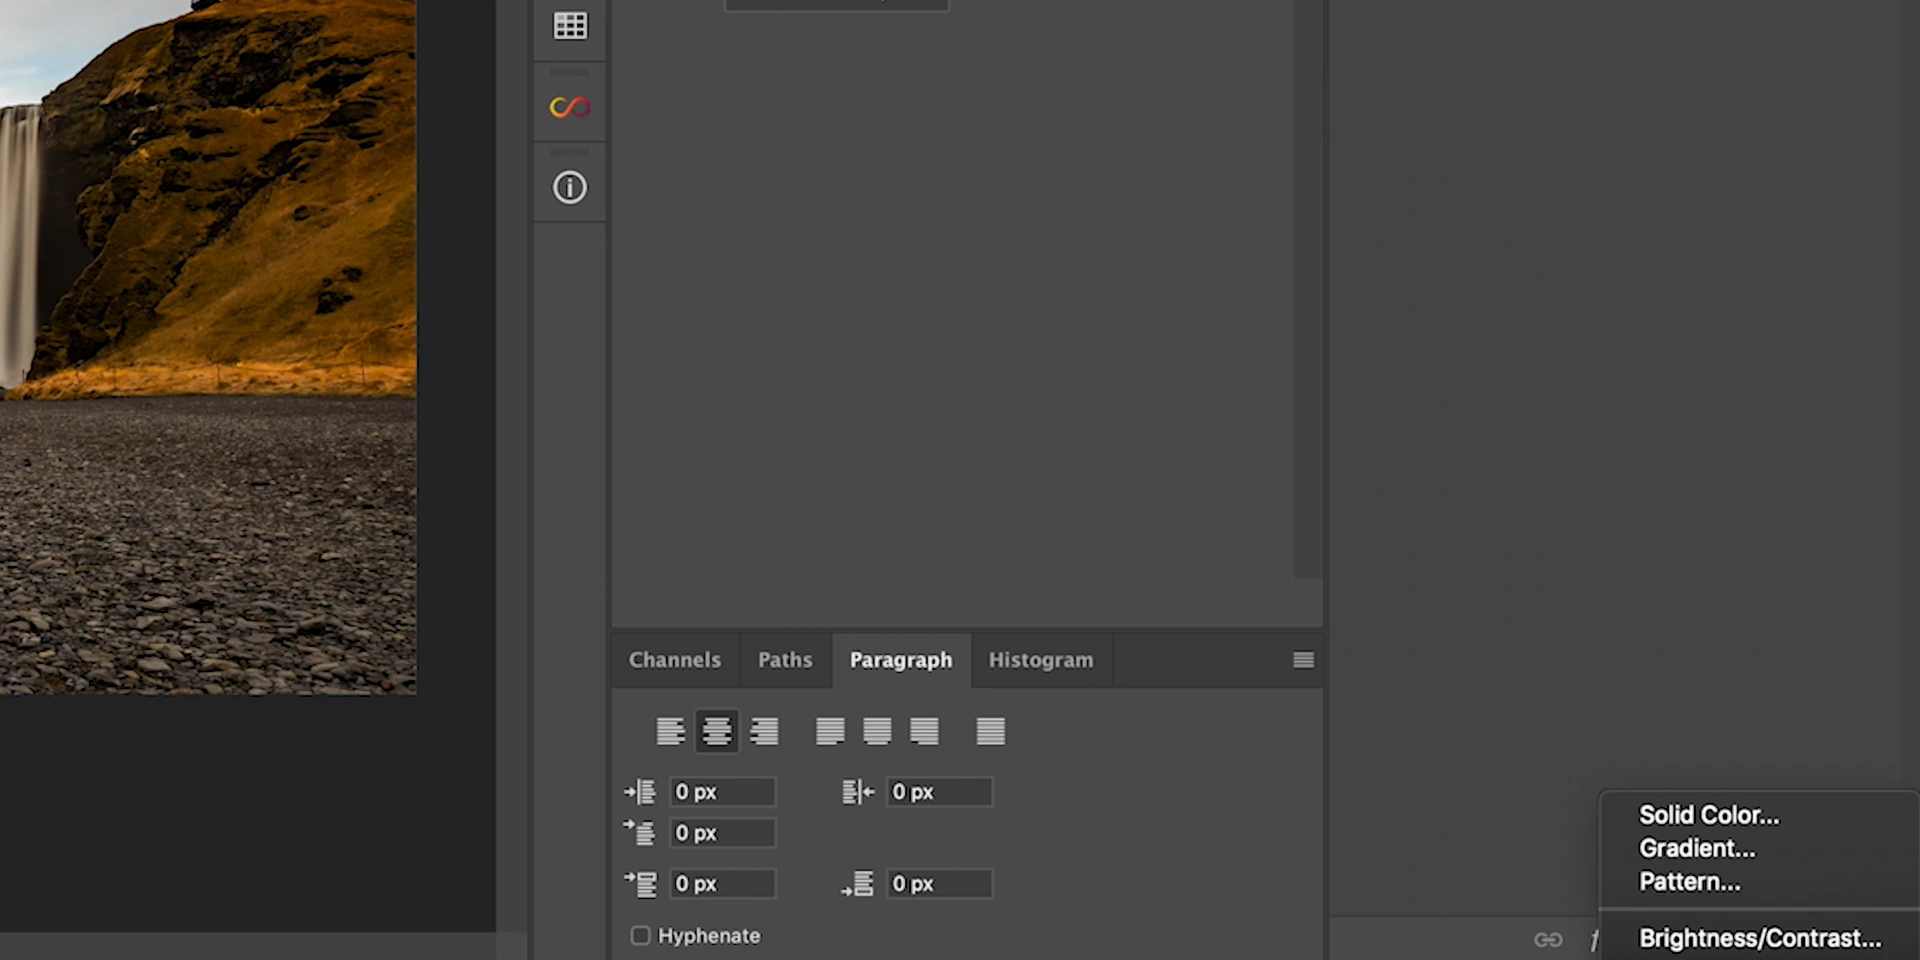 Channels
Paths
Paragraph
Histogram
0 px
0 px
0 px
0 px
0 px
Hyphenate
Solid Color...
Gradient...
Pattern...
Brightness/Contrast...